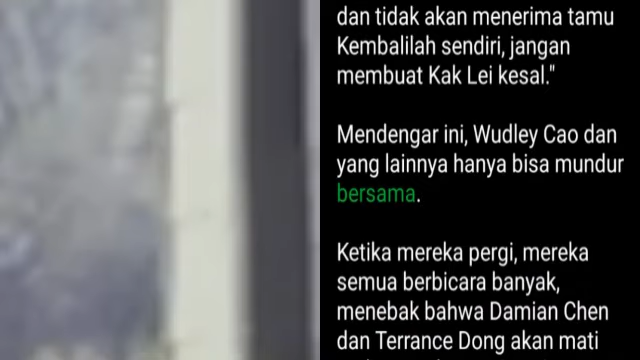 dan tidak akan menerima tamu
Kembalilah sendiri, jangan
membuat Kak Lei kesal."
Mendengar ini, Wudley Cao dan
yang lainnya hanya bisa mundur
bersama.
Ketika mereka pergi, mereka
semua berbicara banyak,
menebak bahwa Damian Chen
dan Terrance Dong akan mati